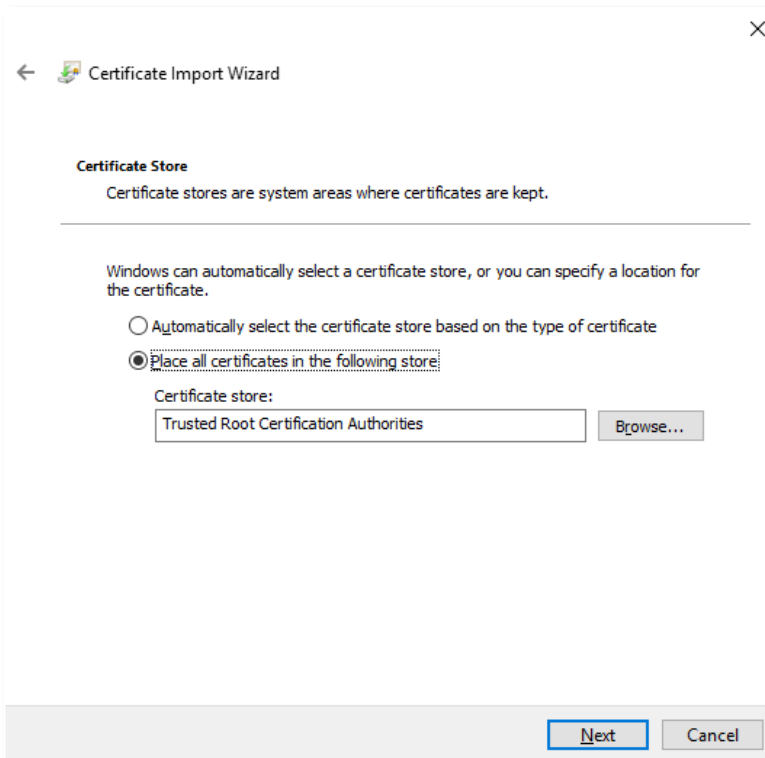 Certificate Import Wizard
Certificate Store
Certificate stores are system areas where certificates are kept.
Windows can automatically select a certificate store, or you can specify a location for
the certificate.
Automatically select the certificate store based on the type of certificate
Place all certificates in the following store
Certificate store:
Trusted Root Certification Authorities
Browse...
Next
Cancel